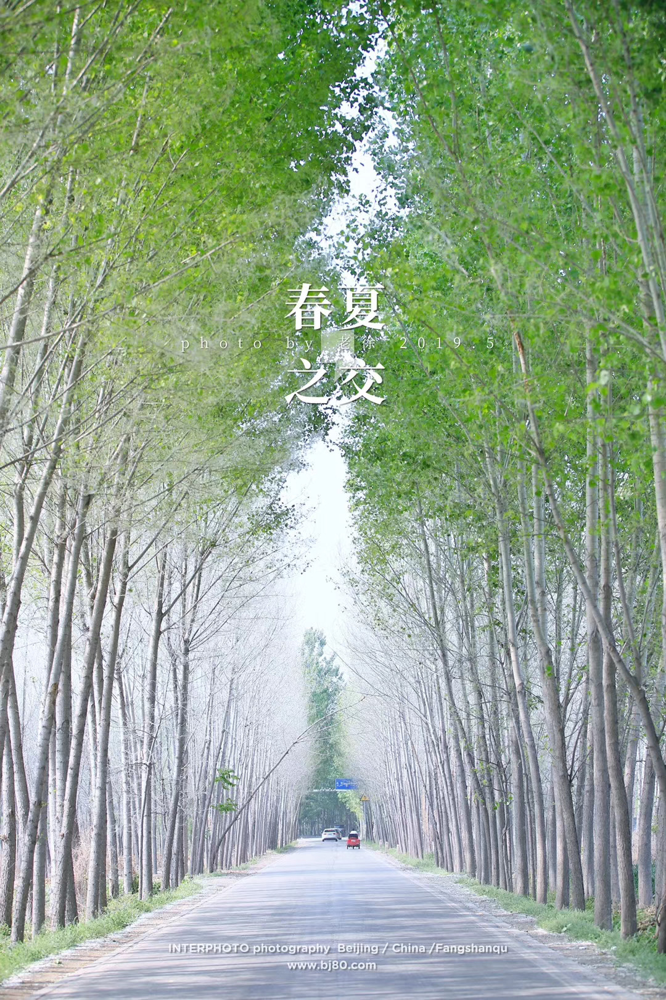 春夏
photo by 老徐 2019.5
之交
INTERPHOTO photography Beijing / China /Fangshanqu
www.bj80.com